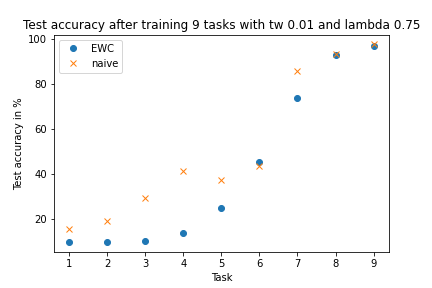 Test accuracy after training 9 tasks with tw 0.01 and lambda 0.75
100
EWC
naive
80
60
40
20
Test accuracy in %
1 2 3 4 5 6 7 8 9
Task